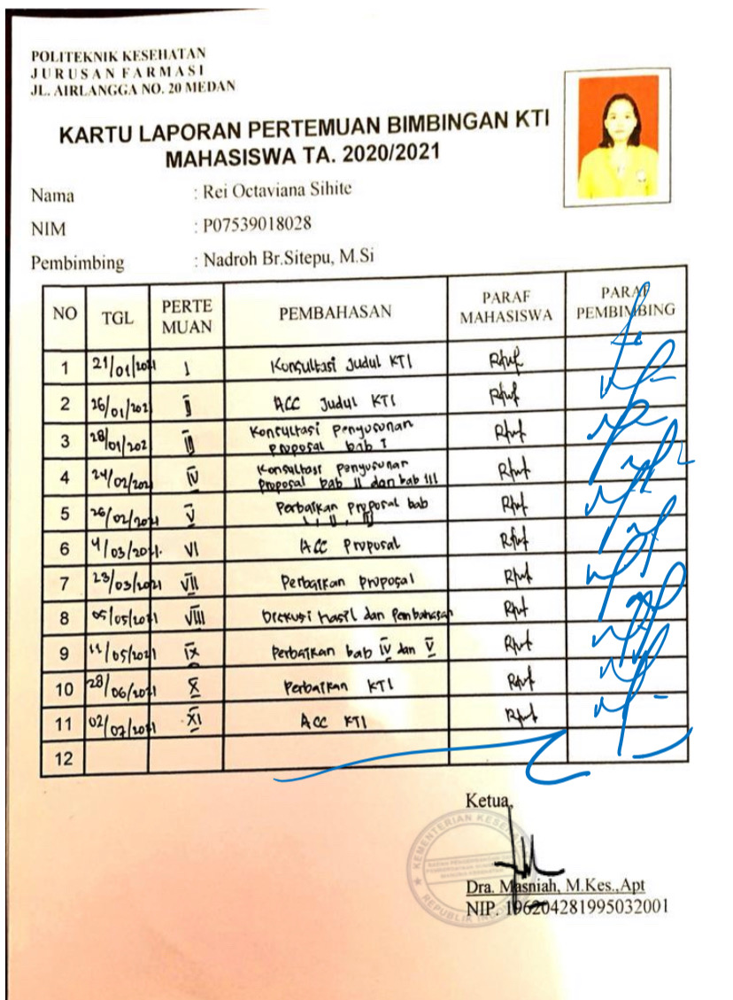 POLITEKNIK KESEHATAN
JURUSAN FARMASI
JL. AIRLANGGA NO. 20 MEDAN
KARTU LAPORAN PERTEMUAN BIMBINGAN KTI
MAHASISWA TA. 2020/2021
Nama : Rei Octaviana Sihite
NIM : P07539018028
Pembimbing : Nadroh Br.Sitepu, M.Si
NO TGL PERTE MUAN PEMBAHASAN PARAF MAHASISWA PARAF PEMBIMBING
1 21/01/2021 I Konsultasi Judul KTI
2 26/01/202 II ACC Judul KTI
3 28/01/202 III Konsultasi Penyusunan
proposal bab I
4 24/02/202 IV Konsultasi penyusunan
proposal bab II dan bab III
5 26/02/2021 V Perbaikan proposal bab
I, II, III
6 4/03/2021. VI ACC Proposal
7 23/03/2021 VII Perbaikan proposal
8 05/05/2021 VIII Diskusi hasil dan Pembahasan
9 11/05/2021 IX Perbaikan bab IV dan V
10 28/06/2021 X Perbaikan KTI
11 02/07/2021 XI ACC KTI
12
Ketua,
KEMENTERIAN KESE
REPUBLIK INDO
Dra. Masniah, M.Kes.,Apt
NIP. 196204281995032001